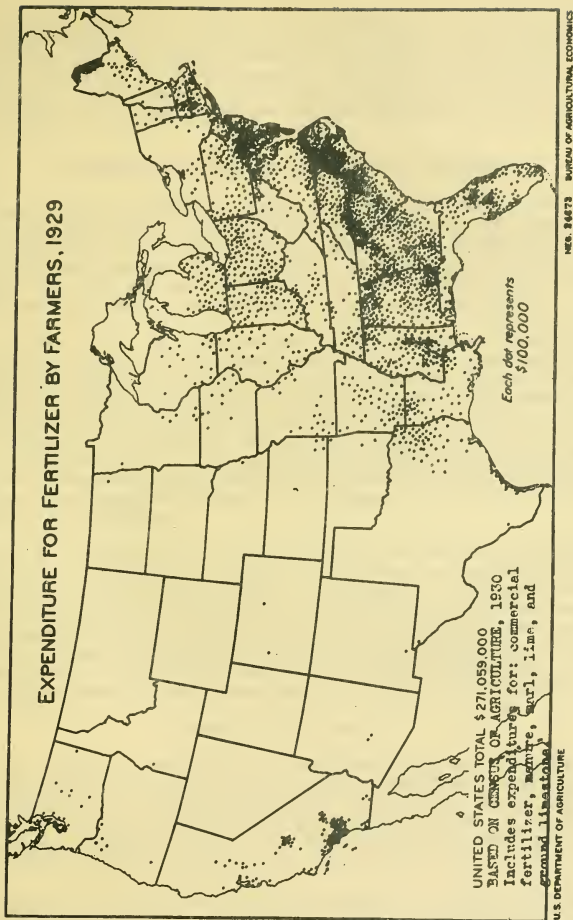 EXPENDITURE FOR FERTILIZER BY FARMERS, 1929
Each dot represents
$100,000
UNITED STATES TOTAL $271,059,000
BASED ON CENSUS OF AGRICULTURE, 1930
Includes expenditures for: commercial
fertilizer, manure, marl, lime, and
ground limestone.
U.S. DEPARTMENT OF AGRICULTURE
NEG. 24673 BUREAU OF AGRICULTURAL ECONOMICS